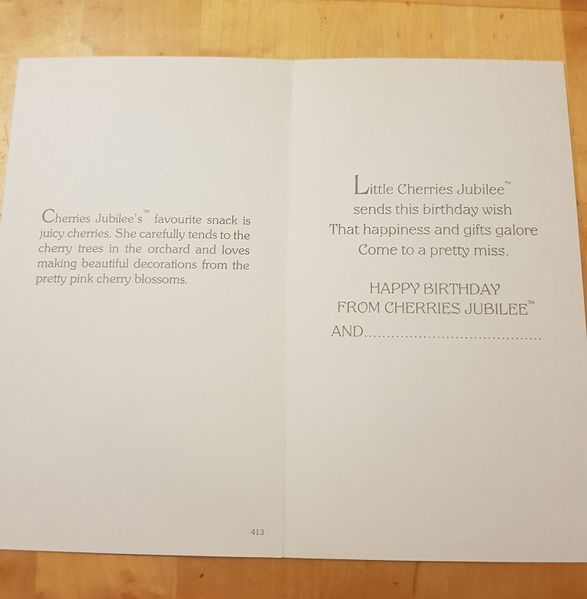 Cherries Jubilee's™ favourite snack is
juicy cherries. She carefully tends to the
cherry trees in the orchard and loves
making beautiful decorations from the
pretty pink cherry blossoms.
413
Little Cherries Jubilee™
sends this birthday wish
That happiness and gifts galore
Come to a pretty miss.
HAPPY BIRTHDAY
FROM CHERRIES JUBILEE™
AND.......................................